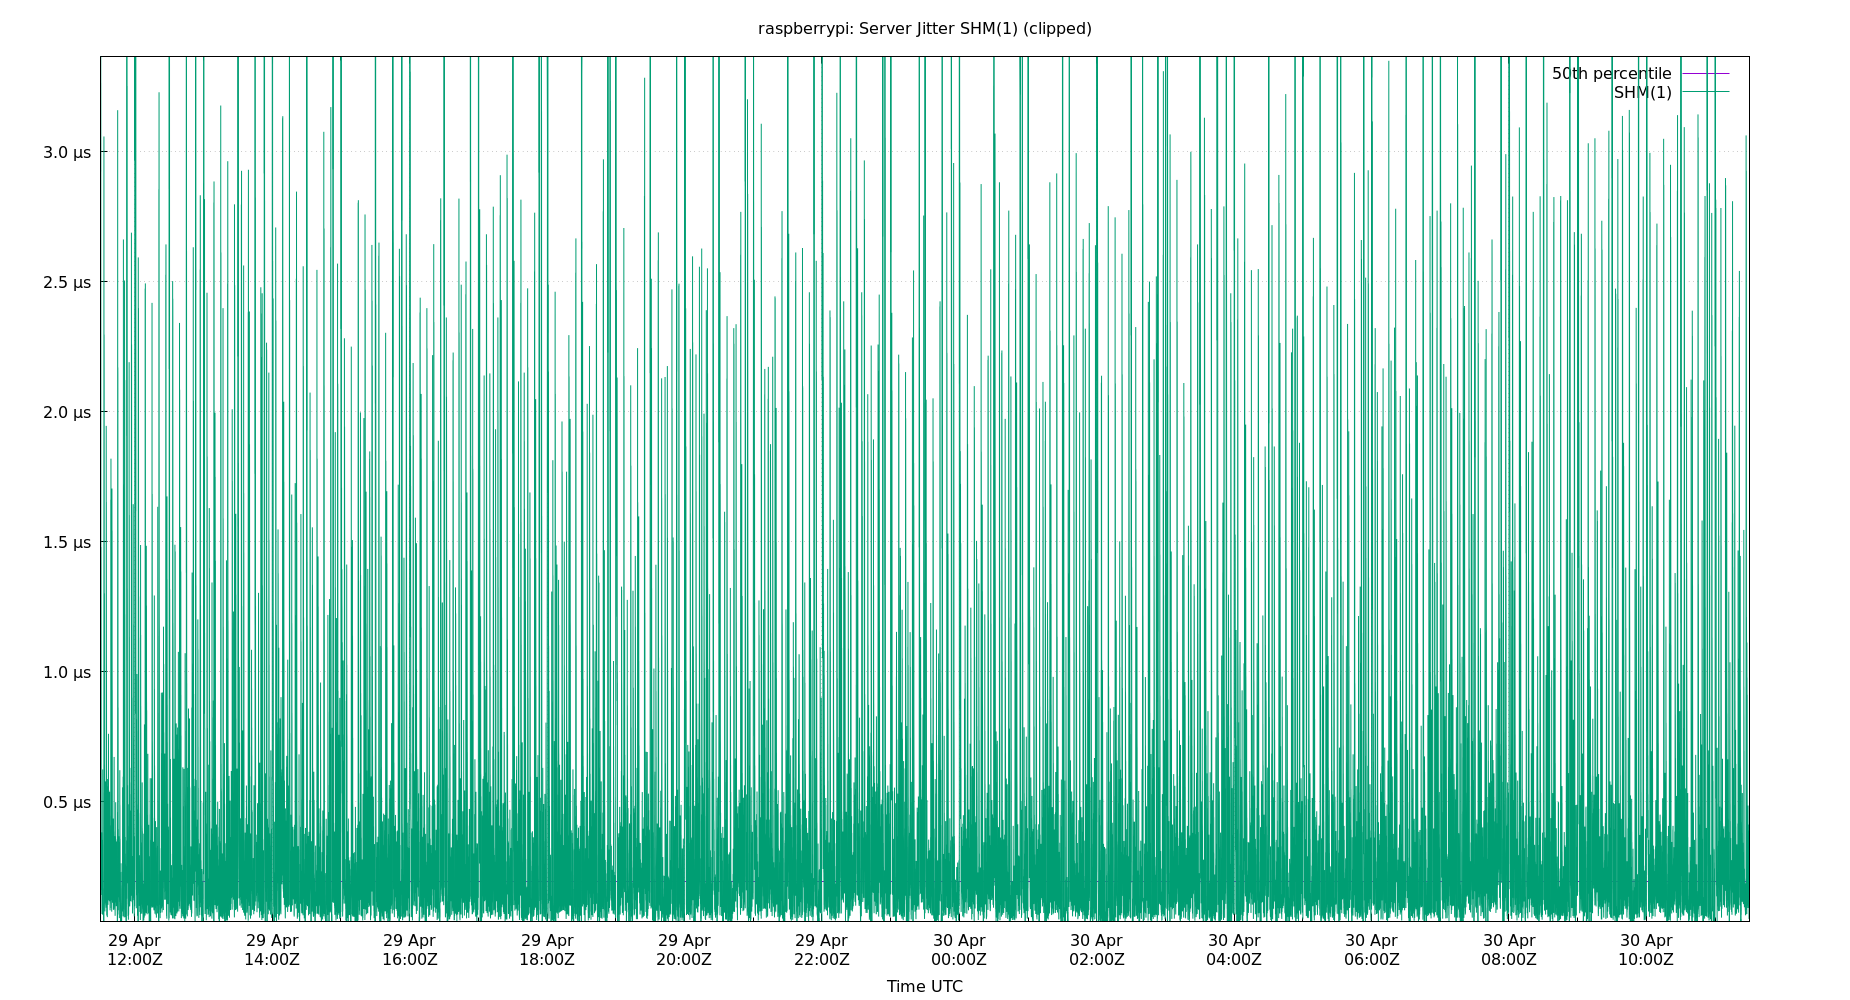 raspberrypi: Server Jitter SHM(1) (clipped)
50th percentile
SHM(1)
3.0 µs
2.5 µs
2.0 µs
1.5 µs
1.0 µs
0.5 µs
29 Apr 29 Apr 29 Apr 29 Apr 29 Apr 29 Apr 30 Apr 30 Apr 30 Apr 30 Apr 30 Apr 30 Apr
12:00Z 14:00Z 16:00Z 18:00Z 20:00Z 22:00Z 00:00Z 02:00Z 04:00Z 06:00Z 08:00Z 10:00Z
Time UTC